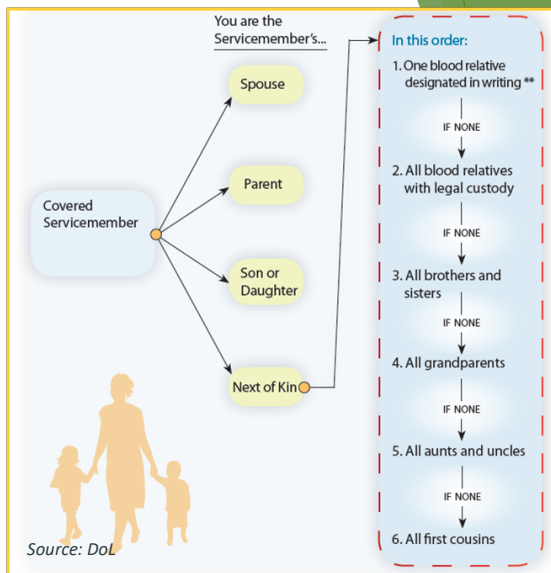 You are the
Servicemember's...
Spouse
Covered
Servicemember
Parent
Son or
Daughter
Next of Kin
In this order:
1. One blood relative
designated in writing **
IF NONE
2. All blood relatives
with legal custody
IF NONE
3. All brothers and
sisters
IF NONE
4. All grandparents
IF NONE
5. All aunts and uncles
IF NONE
6. All first cousins
Source: DoL